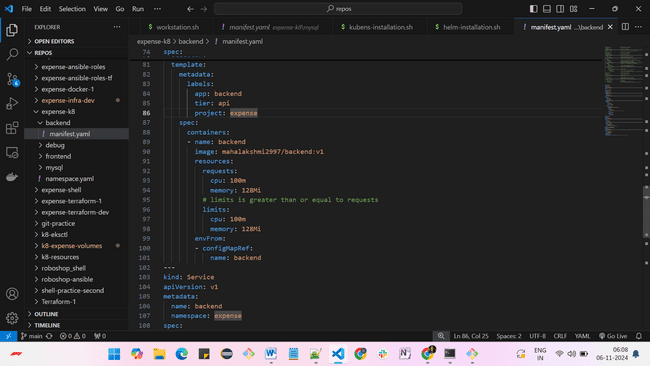 File Edit Selection View Go Run ··· repos
EXPLORER ···
OPEN EDITORS
REPOS
expense-ansible-roles
expense-ansible-roles-tf
expense-docker-1
expense-infra-dev
expense-k8
backend
! manifest.yaml
debug
frontend
mysql
namespace.yaml
expense-shell
expense-terraform-1
expense-terraform-dev
git-practice
k8-eksctl
k8-expense-volumes
k8-resources
roboshop_shell
roboshop-ansible
shell-practice-second
Terraform-1
OUTLINE
TIMELINE
$ workstation.sh ! manifest.yaml expense-k8\mysql $ kubens-installation.sh $ helm-installation.sh ! manifest.yaml ...\backend
expense-k8 > backend > ! manifest.yaml
74 spec:
81 template:
82 metadata:
83 labels:
84 app: backend
85 tier: api
86 project: expense
87 spec:
88 containers:
89 - name: backend
90 image: mahalakshmi2997/backend:v1
91 resources:
92 requests:
93 cpu: 100m
94 memory: 128Mi
95 # limits is greater than or equal to requests
96 limits:
97 cpu: 100m
98 memory: 128Mi
99 envFrom:
100 - configMapRef:
101 name: backend
102 ---
103 kind: Service
104 apiVersion: v1
105 metadata:
106 name: backend
107 namespace: expense
108 spec:
main 0 0 0 Ln 86, Col 25 Spaces: 2 UTF-8 CRLF YAML Go Live
ENG
IN
06:08
06-11-2024